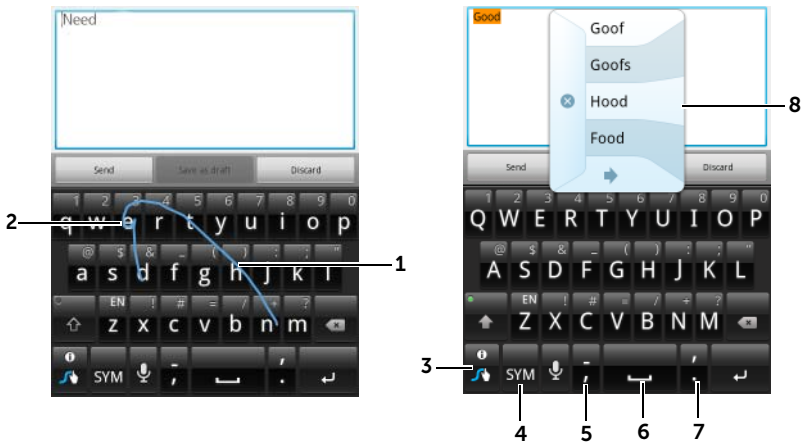 Need
Send Save as draft Discard
1 2 3 4 5 6 7 8 9 0
q w e r t y u i o p
@ $ & _ ( ) : ; "
a s d f g h j k l
EN ! # = / + ?
z x c v b n m
SYM - , ' .
1
2
Good
Goof
Goofs
Hood
Food
8
Send Discard
1 2 3 4 5 6 7 8 9 0
Q W E R T Y U I O P
@ $ & _ ( ) : ; "
A S D F G H J K L
EN ! # = / + ?
Z X C V B N M
SYM - , ' .
3
4 5 6 7